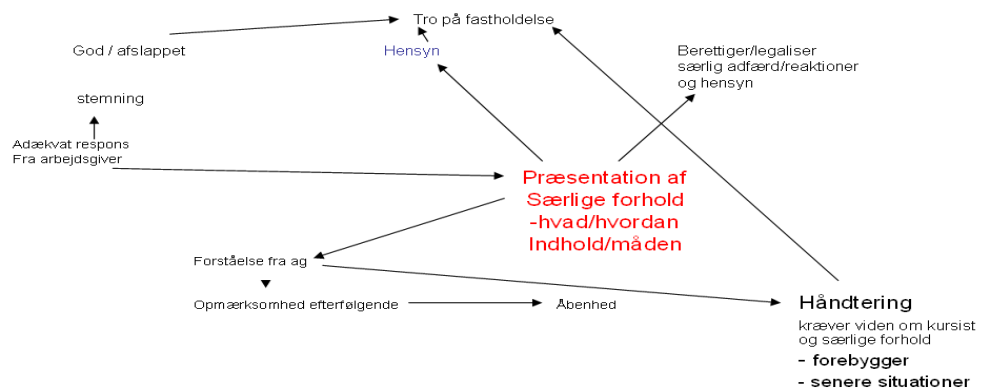 Tro på fastholdelse
God / afslappet
Hensyn
Berettiger/legaliser
særlig adfærd/reaktioner
og hensyn
stemning
Adækvat respons
Fra arbejdsgiver
Præsentation af
Særlige forhold
-hvad/hvordan
Indhold/måden
Forståelse fra ag
Opmærksomhed efterfølgende
Åbenhed
Håndtering
kræver viden om kursist
og særlige forhold
- forebygger
- senere situationer